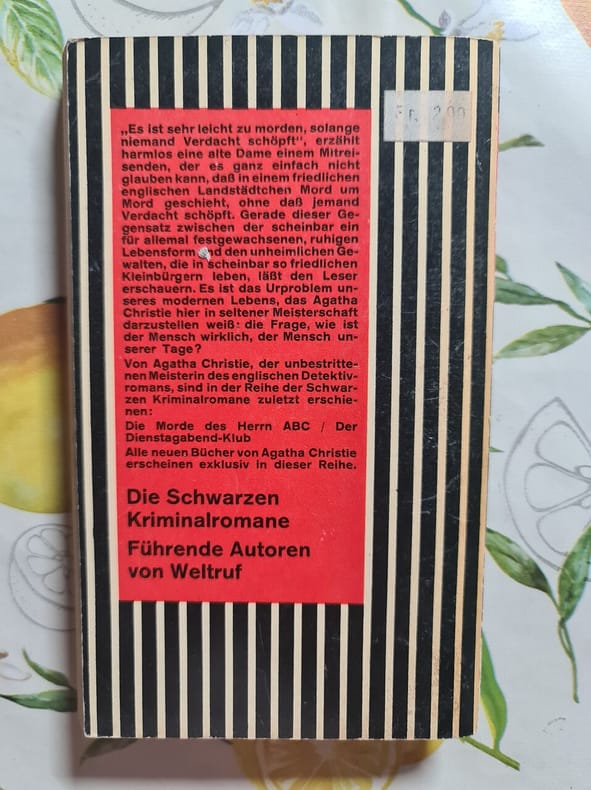 Fr. 2.00
„Es ist sehr leicht zu morden, solange
niemand Verdacht schöpft“, erzählt
harmlos eine alte Dame einem Mitrei-
senden, der es ganz einfach nicht
glauben kann, daß in einem friedlichen
englischen Landstädtchen Mord um
Mord geschieht, ohne daß jemand
Verdacht schöpft. Gerade dieser Ge-
gensatz zwischen der scheinbar ein
für allemal festgewachsenen, ruhigen
Lebensform und den unheimlichen Ge-
walten, die in scheinbar so friedlichen
Kleinbürgern leben, läßt den Leser
erschauern. Es ist das Urproblem un-
seres modernen Lebens, das Agatha
Christie hier in seltener Meisterschaft
darzustellen weiß: die Frage, wie ist
der Mensch wirklich, der Mensch un-
serer Tage?
Von Agatha Christie, der unbestritte-
nen Meisterin des englischen Detektiv-
romans, sind in der Reihe der Schwar-
zen Kriminalromane zuletzt erschie-
nen:
Die Morde des Herrn ABC / Der
Dienstagabend-Klub
Alle neuen Bücher von Agatha Christie
erscheinen exklusiv in dieser Reihe.
Die Schwarzen
Kriminalromane
Führende Autoren
von Weltruf